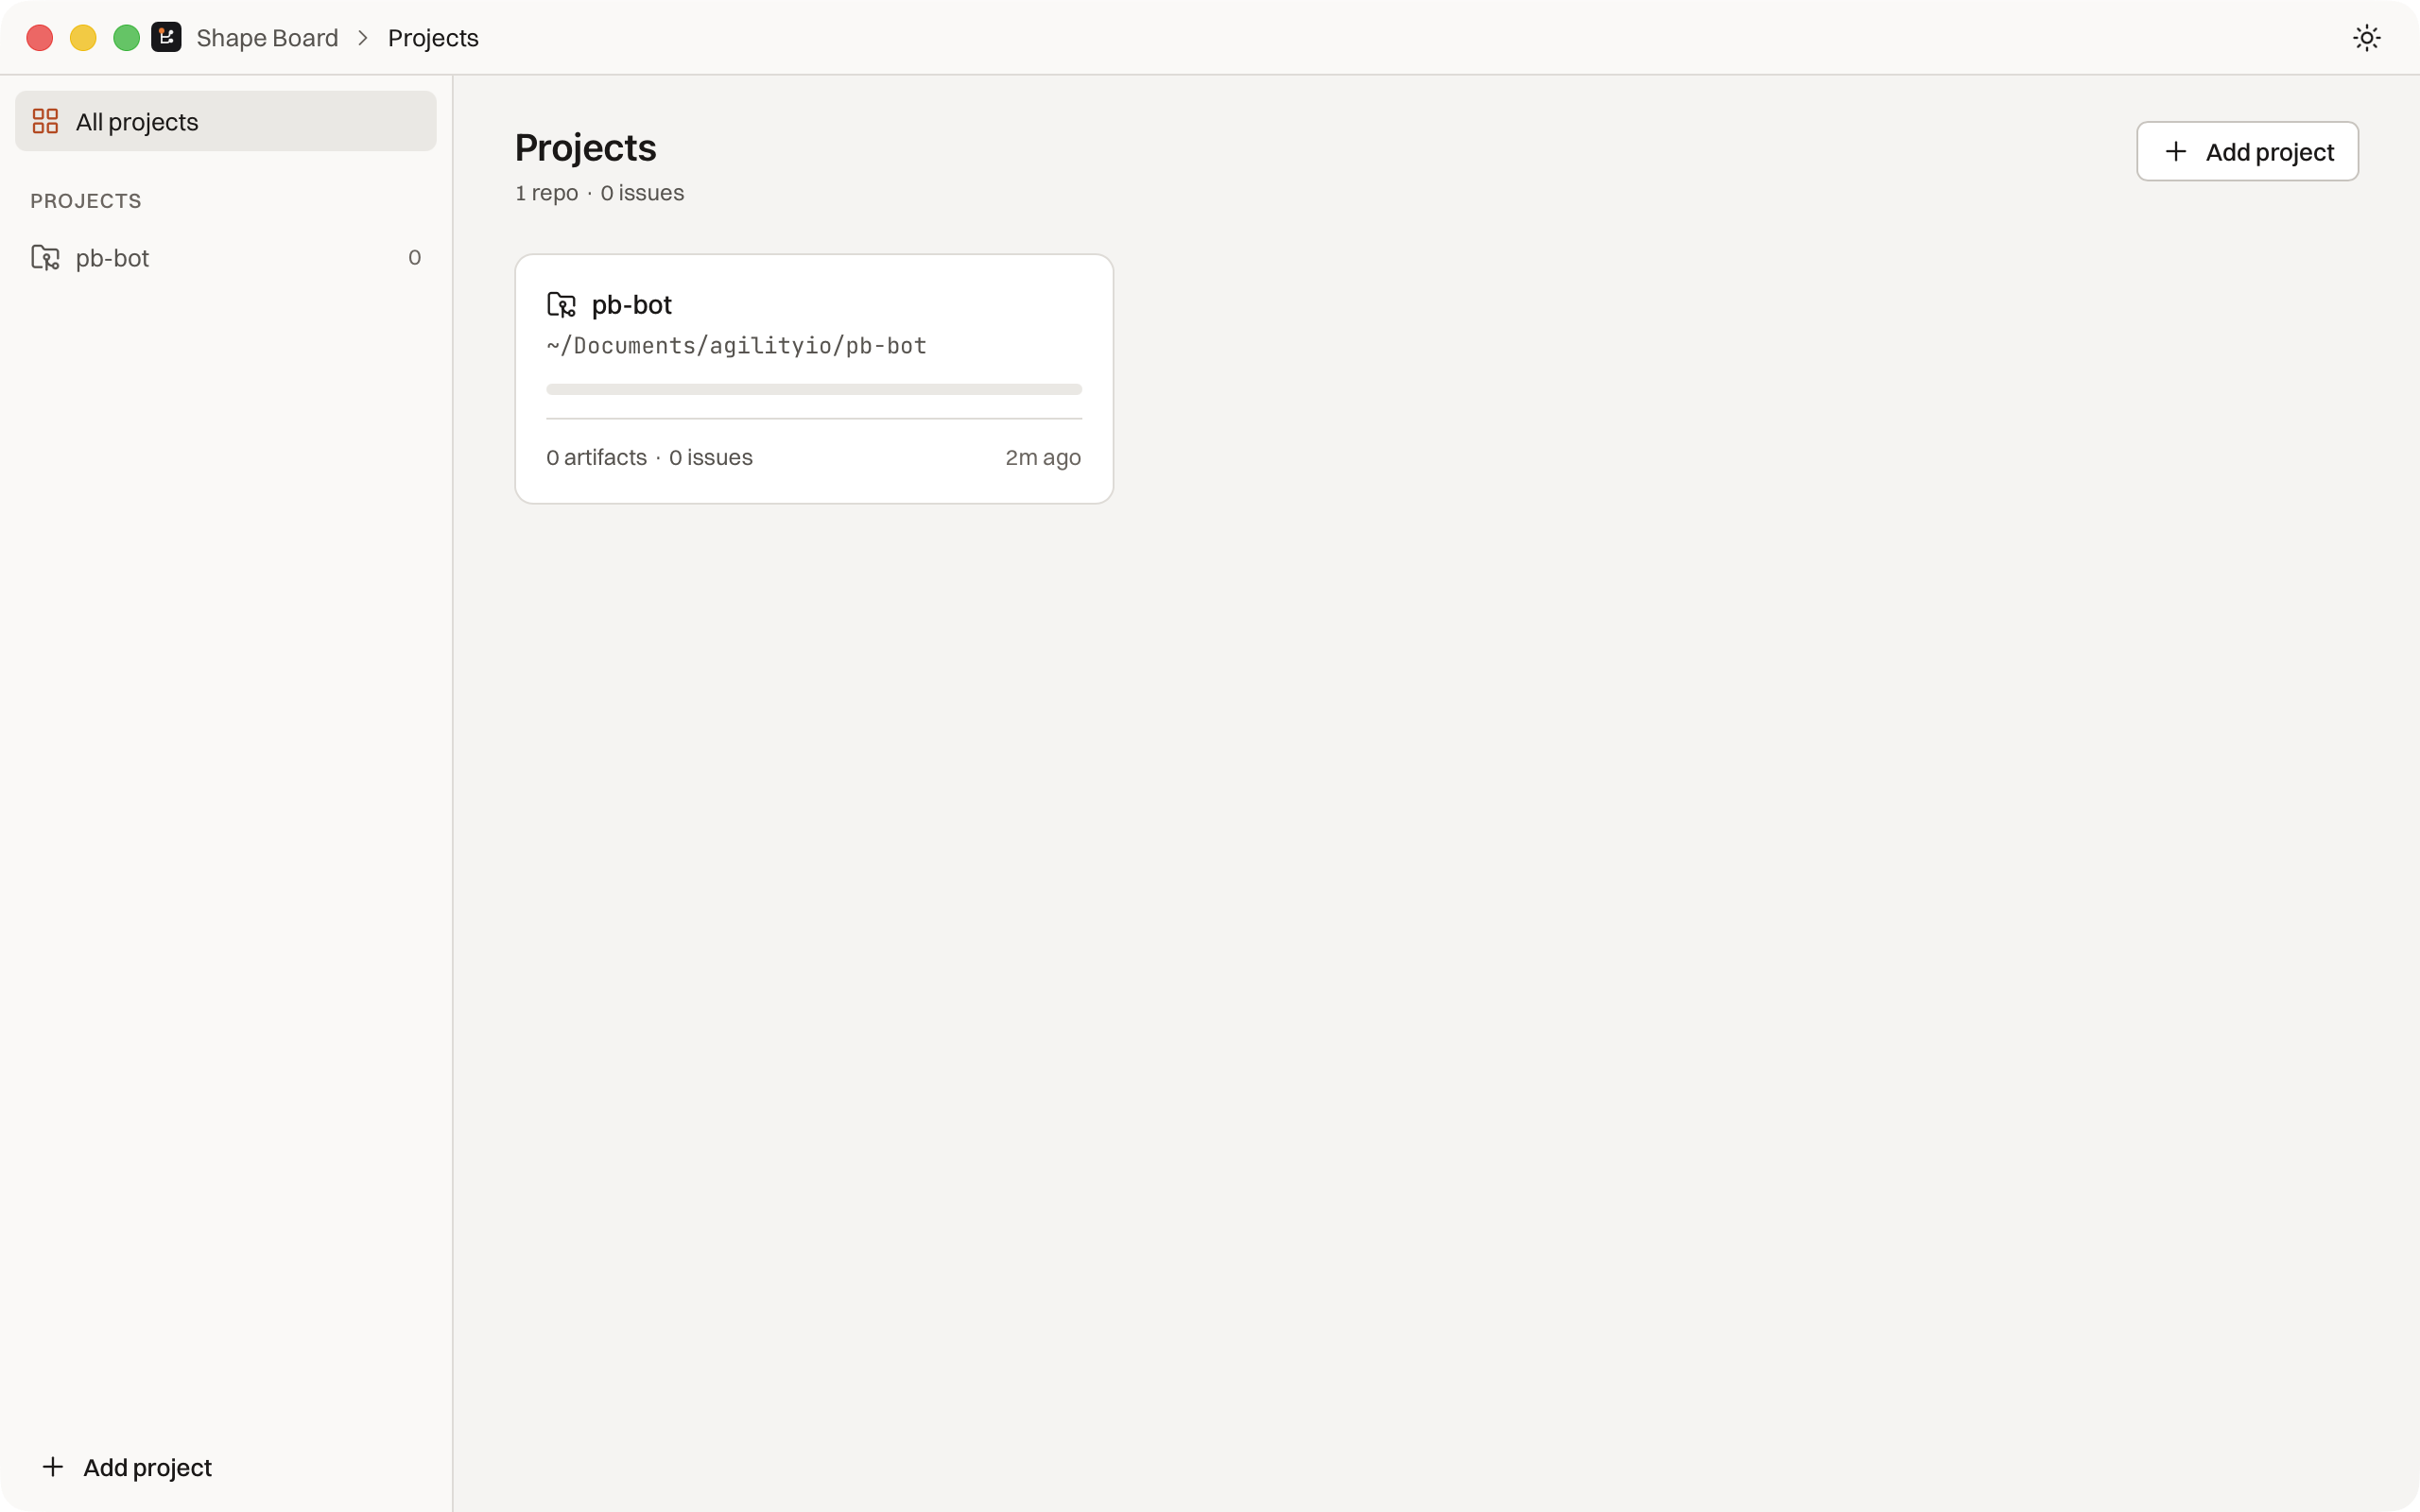 Shape Board > Projects
All projects
PROJECTS
pb-bot 0
Add project
Projects
1 repo · 0 issues
Add project
pb-bot
~/Documents/agilityio/pb-bot
0 artifacts · 0 issues 2m ago